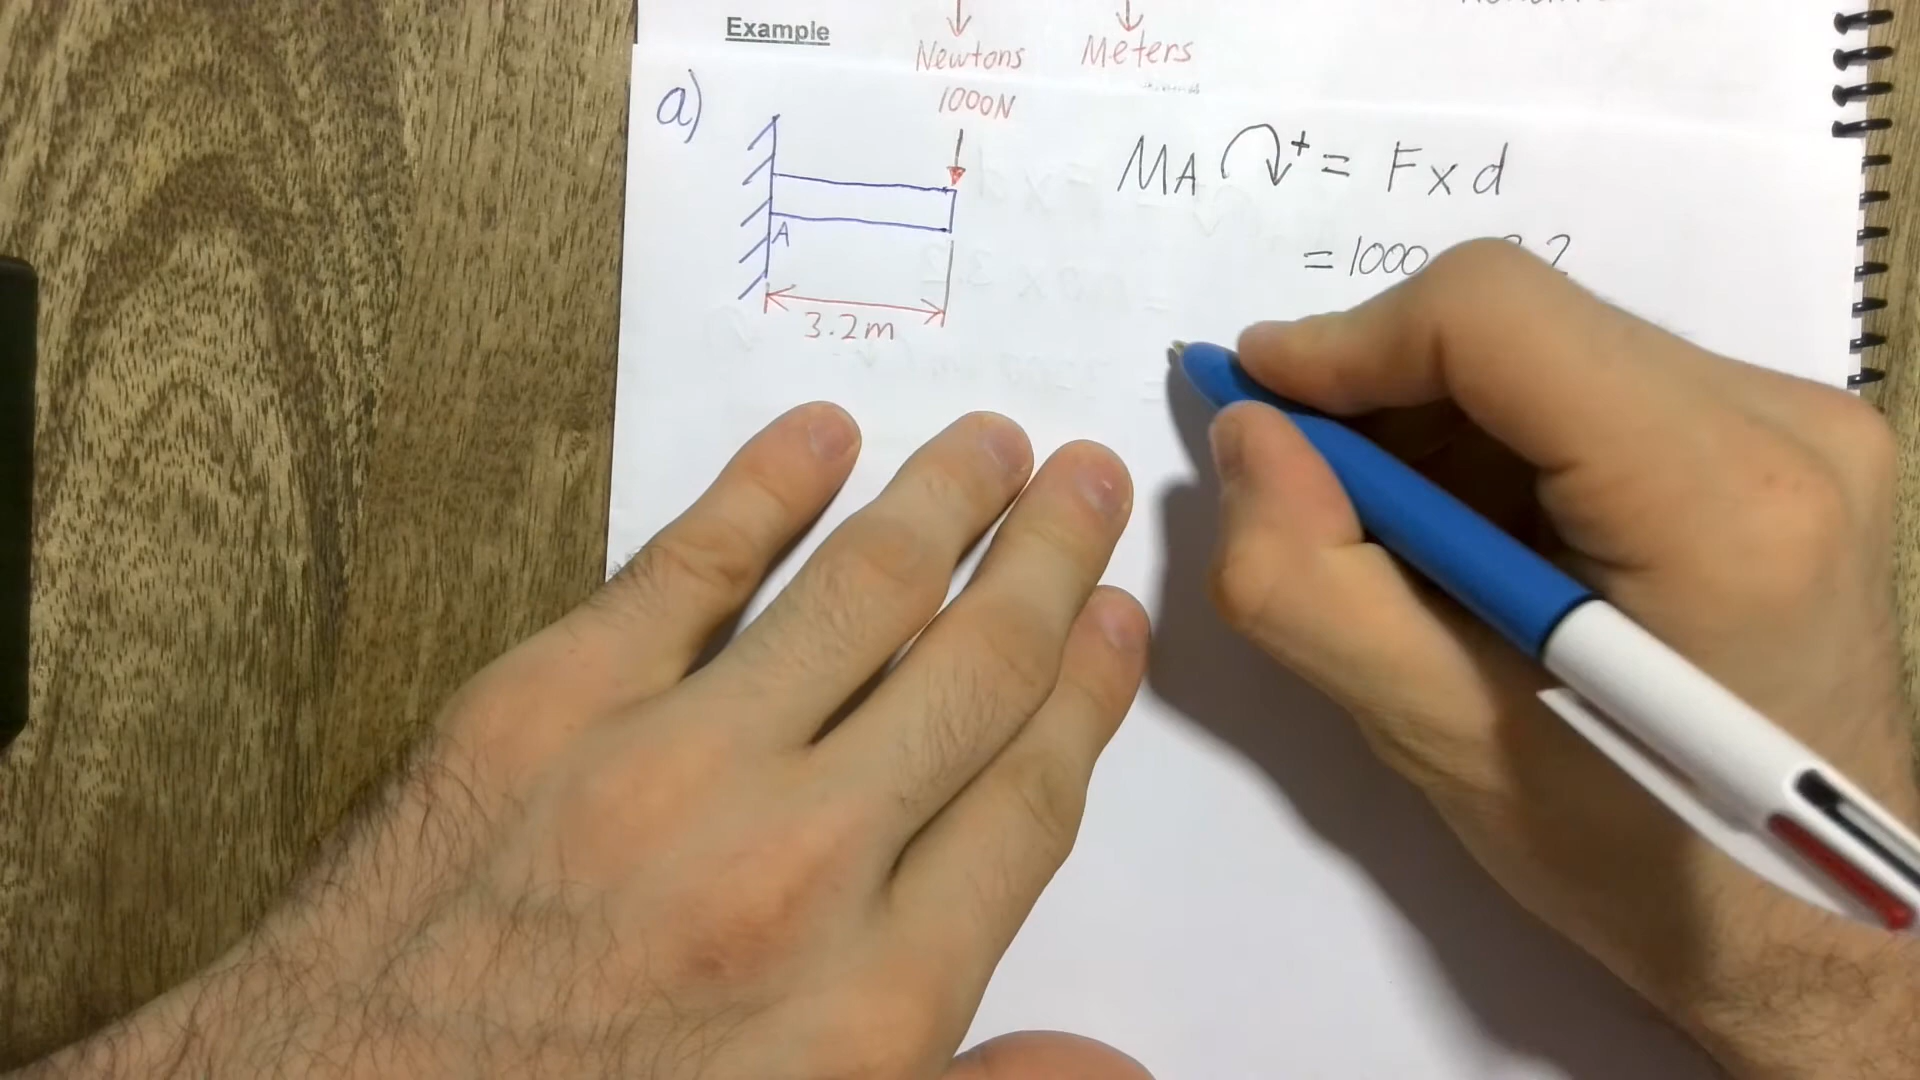 Example
Newtons Meters
a)
1000N
MA + = F x d
= 1000
A
3.2m